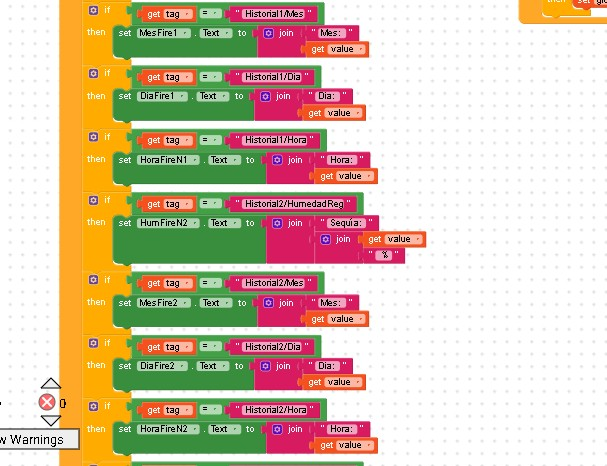 then set
if get tag = " Historial1/Mes "
then set MesFire1 . Text to join " Mes: "
get value
if get tag = " Historial1/Dia "
then set DiaFire1 . Text to join " Dia: "
get value
if get tag = " Historial1/Hora "
then set HoraFireN1 . Text to join " Hora: "
get value
if get tag = " Historial2/HumedadReg "
then set HumFireN2 . Text to join " Sequia: "
join get value
" % "
if get tag = " Historial2/Mes "
then set MesFire2 . Text to join " Mes: "
get value
if get tag = " Historial2/Dia "
then set DiaFire2 . Text to join " Dia: "
get value
0
if get tag = " Historial2/Hora "
then set HoraFireN2 . Text to join " Hora: "
get value
w Warnings